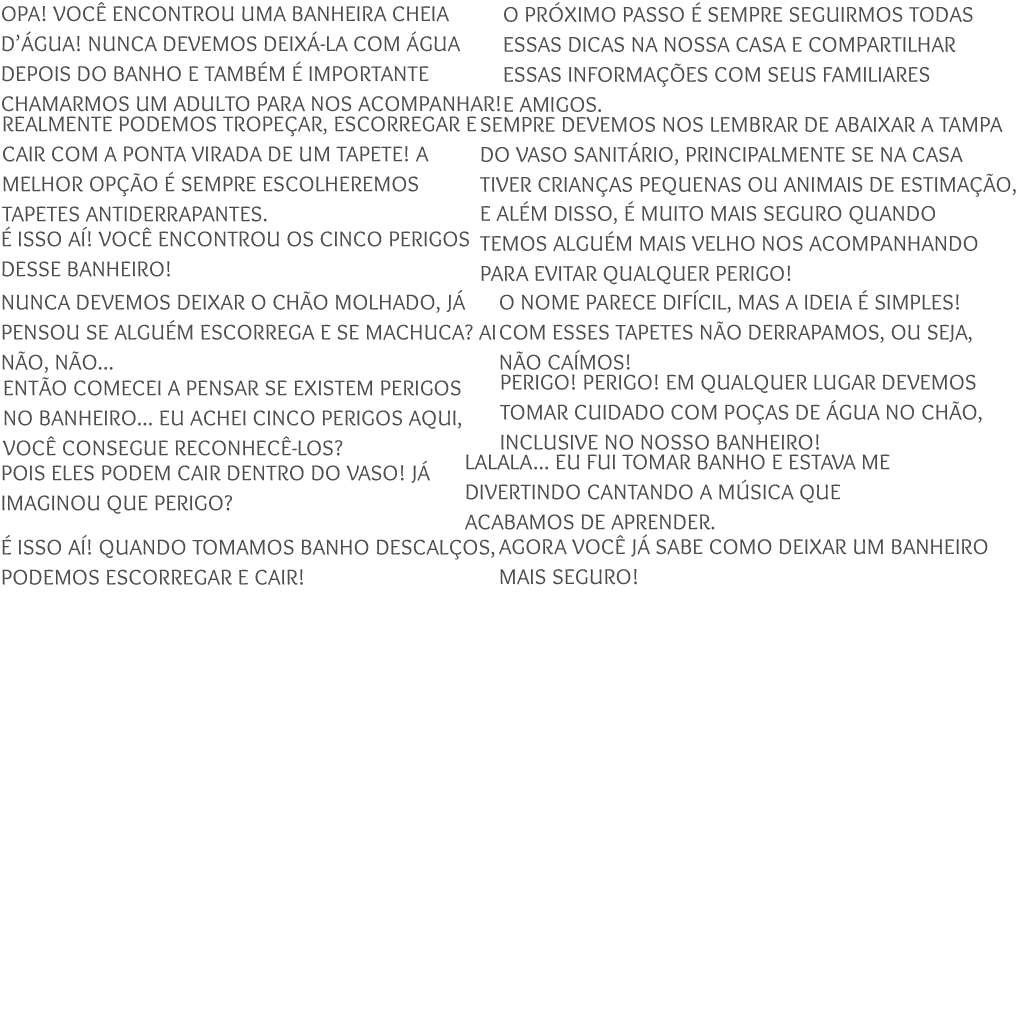 OPA! VOCÊ ENCONTROU UMA BANHEIRA CHEIA
D’ÁGUA! NUNCA DEVEMOS DEIXÁ-LA COM ÁGUA
DEPOIS DO BANHO E TAMBÉM É IMPORTANTE
CHAMARMOS UM ADULTO PARA NOS ACOMPANHAR!
O PRÓXIMO PASSO É SEMPRE SEGUIRMOS TODAS
ESSAS DICAS NA NOSSA CASA E COMPARTILHAR
ESSAS INFORMAÇÕES COM SEUS FAMILIARES
E AMIGOS.
REALMENTE PODEMOS TROPEÇAR, ESCORREGAR E
CAIR COM A PONTA VIRADA DE UM TAPETE! A
MELHOR OPÇÃO É SEMPRE ESCOLHEREMOS
TAPETES ANTIDERRAPANTES.
SEMPRE DEVEMOS NOS LEMBRAR DE ABAIXAR A TAMPA
DO VASO SANITÁRIO, PRINCIPALMENTE SE NA CASA
TIVER CRIANÇAS PEQUENAS OU ANIMAIS DE ESTIMAÇÃO,
E ALÉM DISSO, É MUITO MAIS SEGURO QUANDO
TEMOS ALGUÉM MAIS VELHO NOS ACOMPANHANDO
PARA EVITAR QUALQUER PERIGO!
É ISSO AÍ! VOCÊ ENCONTROU OS CINCO PERIGOS
DESSE BANHEIRO!
NUNCA DEVEMOS DEIXAR O CHÃO MOLHADO, JÁ
PENSOU SE ALGUÉM ESCORREGA E SE MACHUCA? AI
NÃO, NÃO...
O NOME PARECE DIFÍCIL, MAS A IDEIA É SIMPLES!
COM ESSES TAPETES NÃO DERRAPAMOS, OU SEJA,
NÃO CAÍMOS!
ENTÃO COMECEI A PENSAR SE EXISTEM PERIGOS
NO BANHEIRO... EU ACHEI CINCO PERIGOS AQUI,
VOCÊ CONSEGUE RECONHECÊ-LOS?
PERIGO! PERIGO! EM QUALQUER LUGAR DEVEMOS
TOMAR CUIDADO COM POÇAS DE ÁGUA NO CHÃO,
INCLUSIVE NO NOSSO BANHEIRO!
POIS ELES PODEM CAIR DENTRO DO VASO! JÁ
IMAGINOU QUE PERIGO?
LALALA... EU FUI TOMAR BANHO E ESTAVA ME
DIVERTINDO CANTANDO A MÚSICA QUE
ACABAMOS DE APRENDER.
É ISSO AÍ! QUANDO TOMAMOS BANHO DESCALÇOS,
PODEMOS ESCORREGAR E CAIR!
AGORA VOCÊ JÁ SABE COMO DEIXAR UM BANHEIRO
MAIS SEGURO!